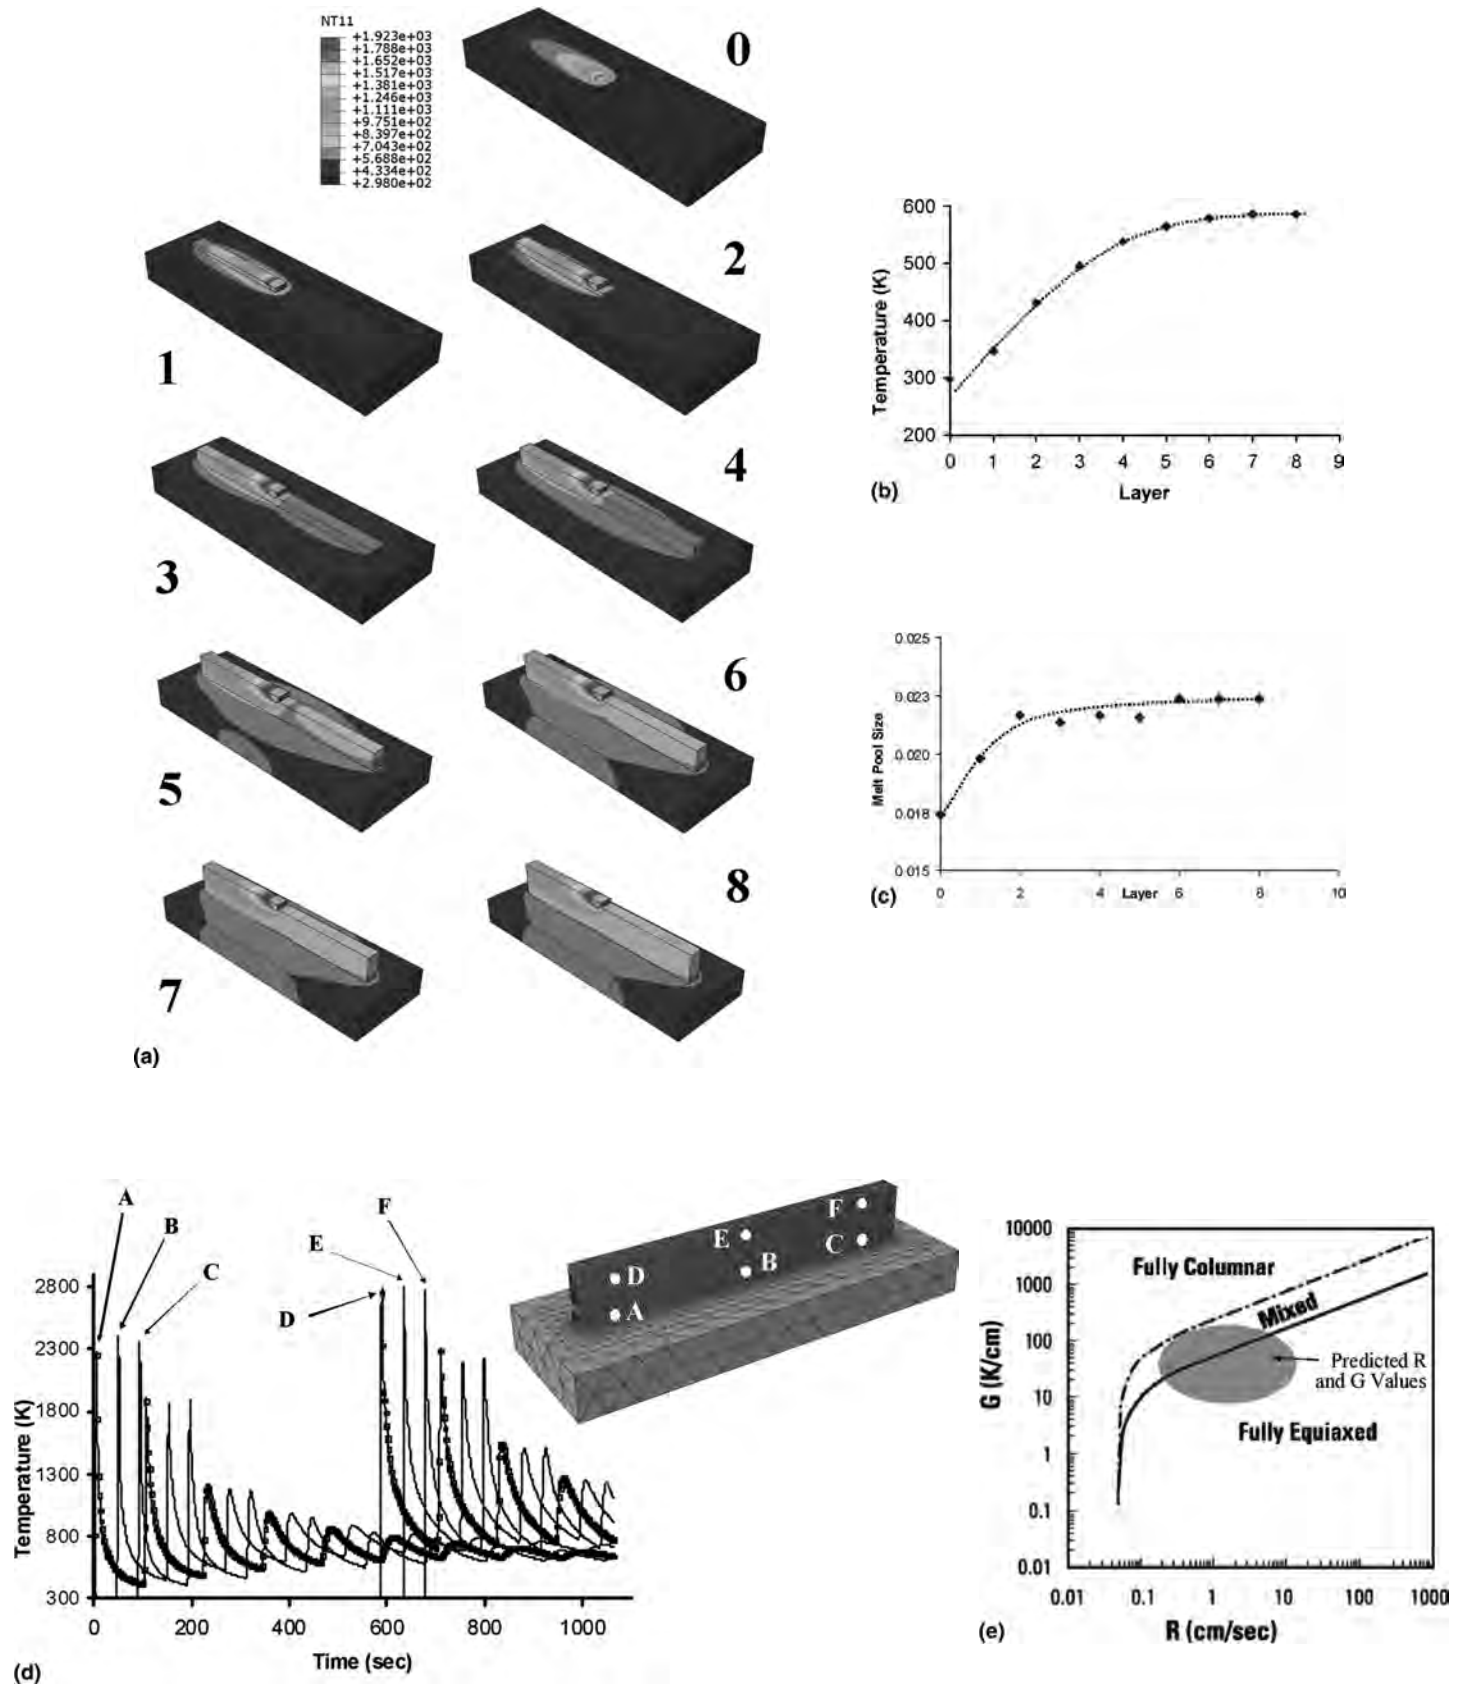 NT11
+1.923e+03
+1.788e+03
+1.652e+03
+1.517e+03
+1.381e+03
+1.246e+03
+1.111e+03
+9.751e+02
+8.397e+02
+7.043e+02
+5.688e+02
+4.334e+02
+2.980e+02
0
1
2
3
4
5
6
7
8
(a)
600
500
400
300
200
Temperature (K)
0 1 2 3 4 5 6 7 8 9
Layer
(b)
0.025
0.023
0.020
0.018
0.015
Melt Pool Size
0 2 4 6 8 10
Layer
(c)
A
B
C
D
E
F
2800
2300
1800
1300
800
300
Temperature (K)
0 200 400 600 800 1000
Time (sec)
D
A
E
B
F
C
(d)
10000
1000
100
10
1
0.1
0.01
G (K/cm)
Fully Columnar
Mixed
Predicted R
and G Values
Fully Equiaxed
0.01 0.1 1 10 100 1000
R (cm/sec)
(e)